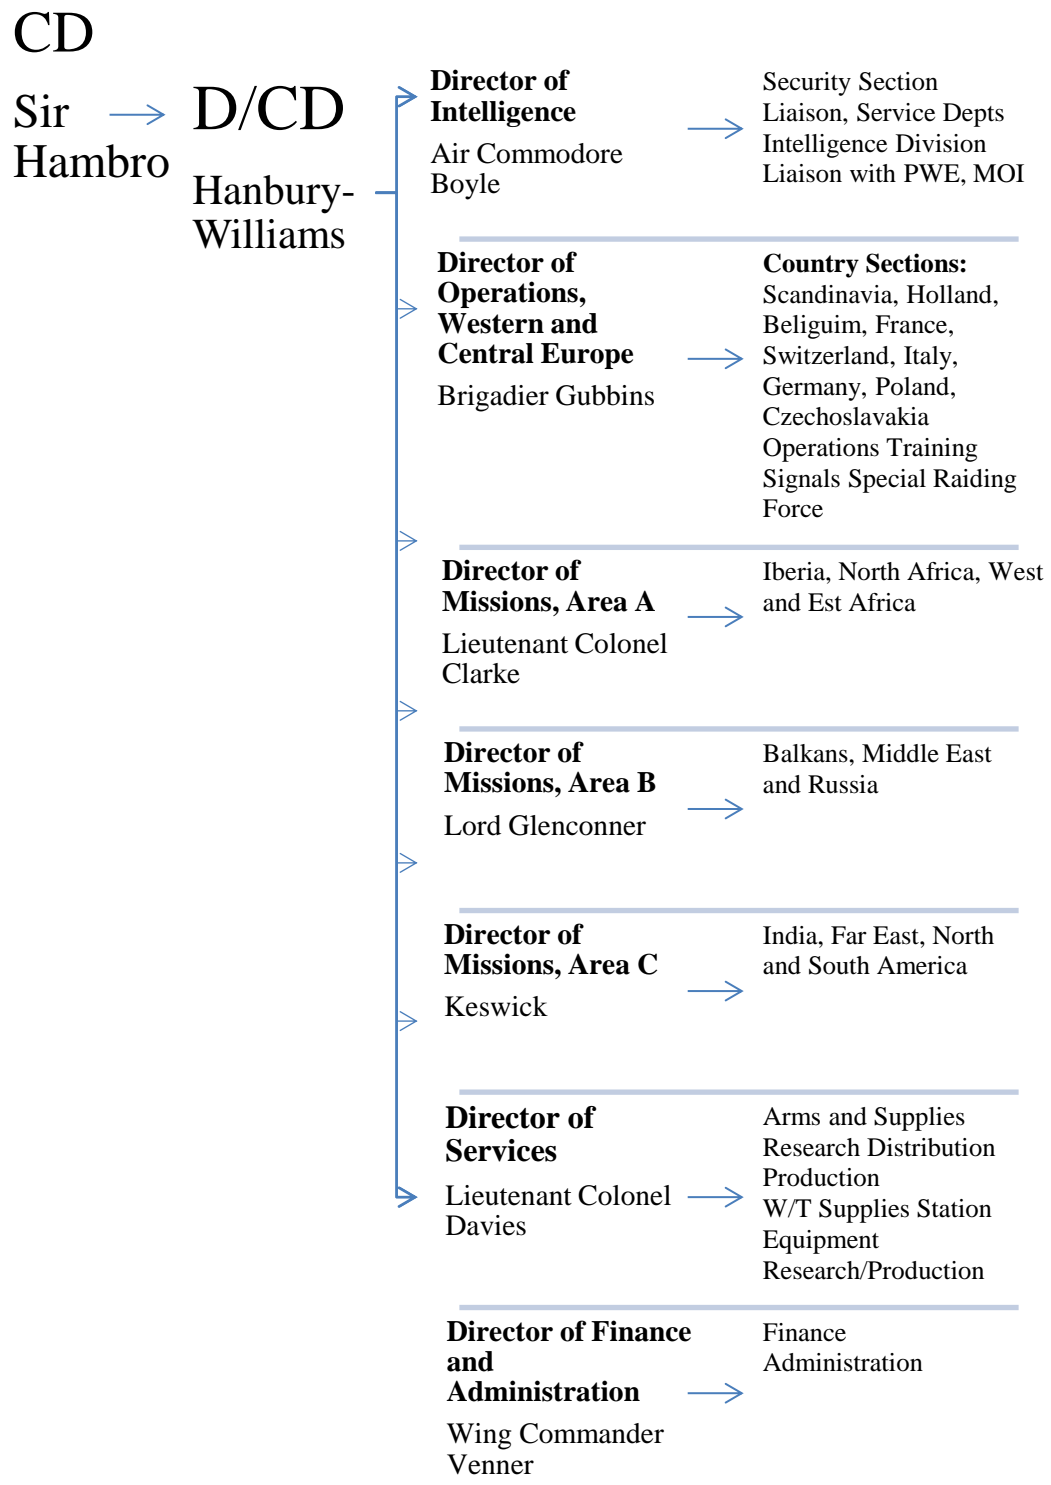 CD
Sir
Hambro
D/CD
Hanbury-
Williams
Director of
Intelligence
Air Commodore
Boyle
Security Section
Liaison, Service Depts
Intelligence Division
Liaison with PWE, MOI
Director of
Operations,
Western and
Central Europe
Brigadier Gubbins
Country Sections:
Scandinavia, Holland,
Beliguim, France,
Switzerland, Italy,
Germany, Poland,
Czechoslavakia
Operations Training
Signals Special Raiding
Force
Director of
Missions, Area A
Lieutenant Colonel
Clarke
Iberia, North Africa, West
and Est Africa
Director of
Missions, Area B
Lord Glenconner
Balkans, Middle East
and Russia
Director of
Missions, Area C
Keswick
India, Far East, North
and South America
Director of
Services
Lieutenant Colonel
Davies
Arms and Supplies
Research Distribution
Production
W/T Supplies Station
Equipment
Research/Production
Director of Finance
and
Administration
Wing Commander
Venner
Finance
Administration